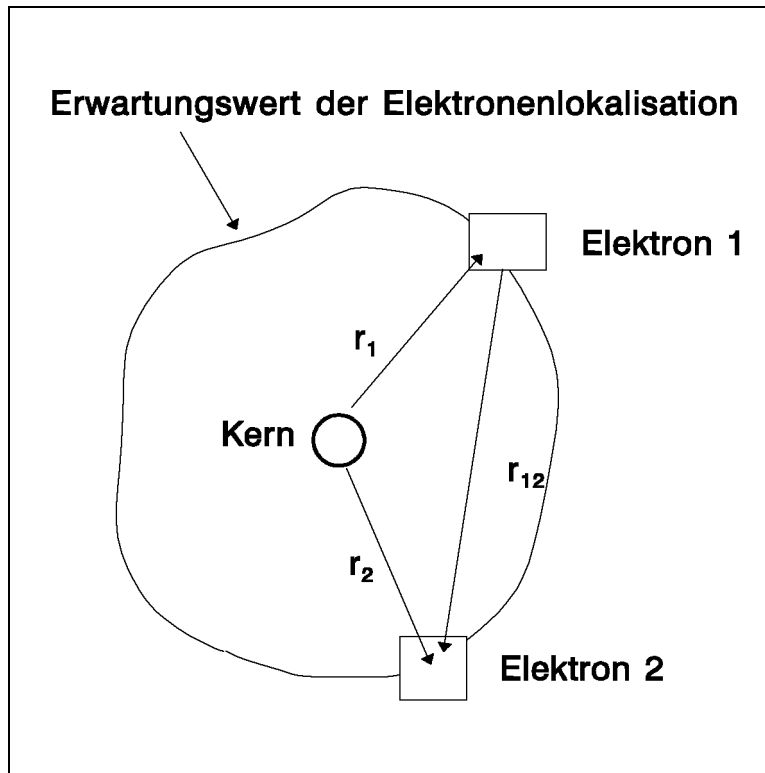 Erwartungswert der Elektronenlokalisation
Elektron 1
r₁
Kern
r₁₂
r₂
Elektron 2